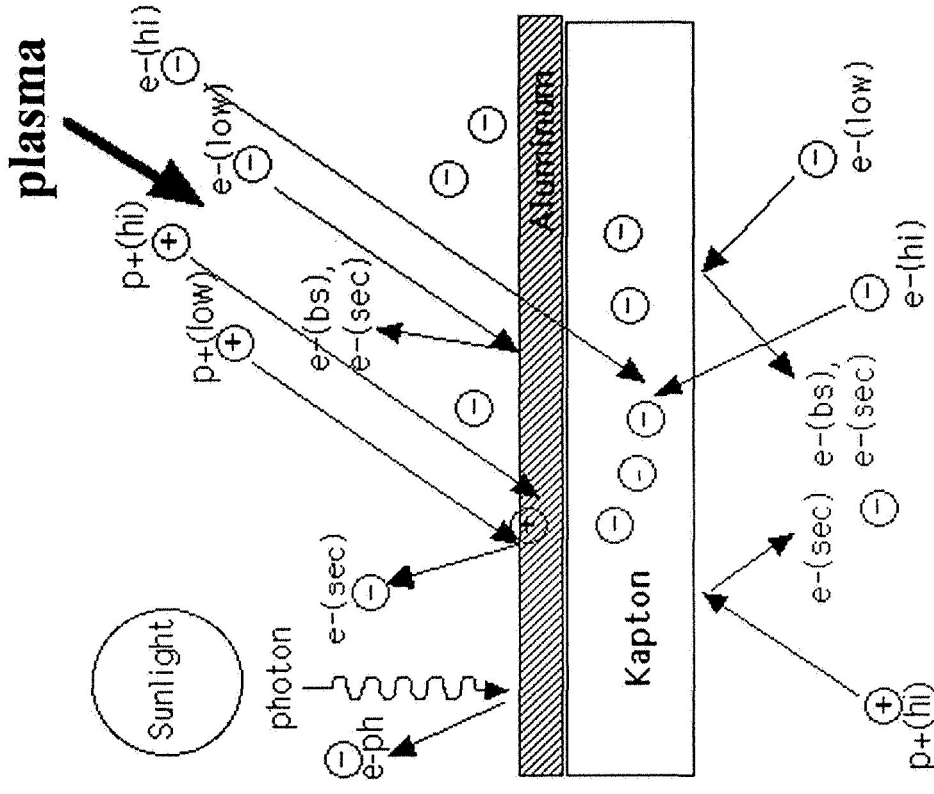 plasma
e-(hi)
e-(low)
p+(hi)
p+(low)
e-(bs),
e-(sec)
e-(sec)
Sunlight
photon
e-ph
Aluminum
Kapton
e-(low)
e-(hi)
e-(bs),
e-(sec)
e-(sec)
p+(hi)